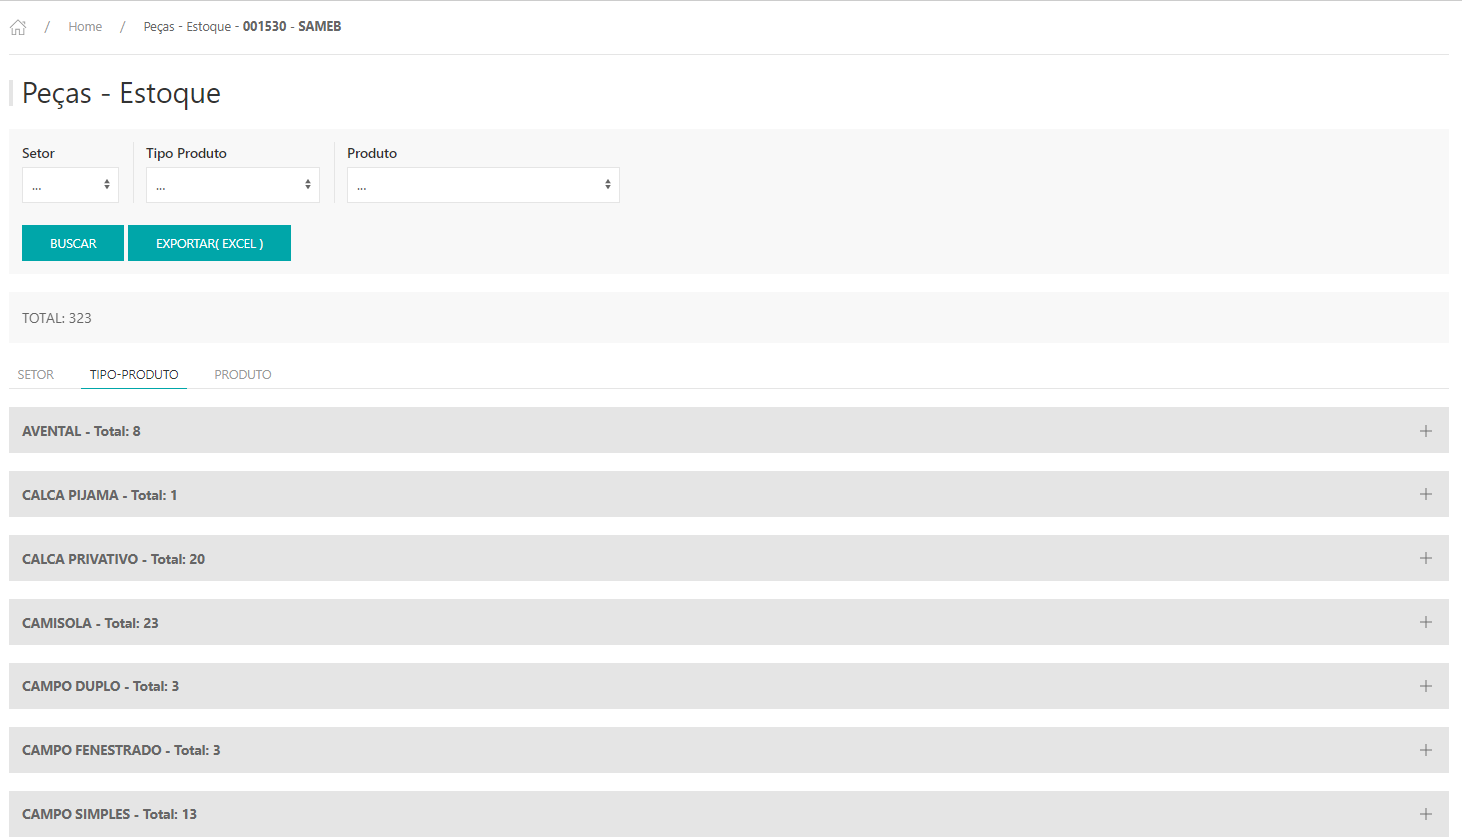 / Home / Peças - Estoque - 001530 - SAMEB
Peças - Estoque
Setor Tipo Produto Produto
... ... ...
BUSCAR EXPORTAR( EXCEL )
TOTAL: 323
SETOR TIPO-PRODUTO PRODUTO
AVENTAL - Total: 8
CALCA PIJAMA - Total: 1
CALCA PRIVATIVO - Total: 20
CAMISOLA - Total: 23
CAMPO DUPLO - Total: 3
CAMPO FENESTRADO - Total: 3
CAMPO SIMPLES - Total: 13